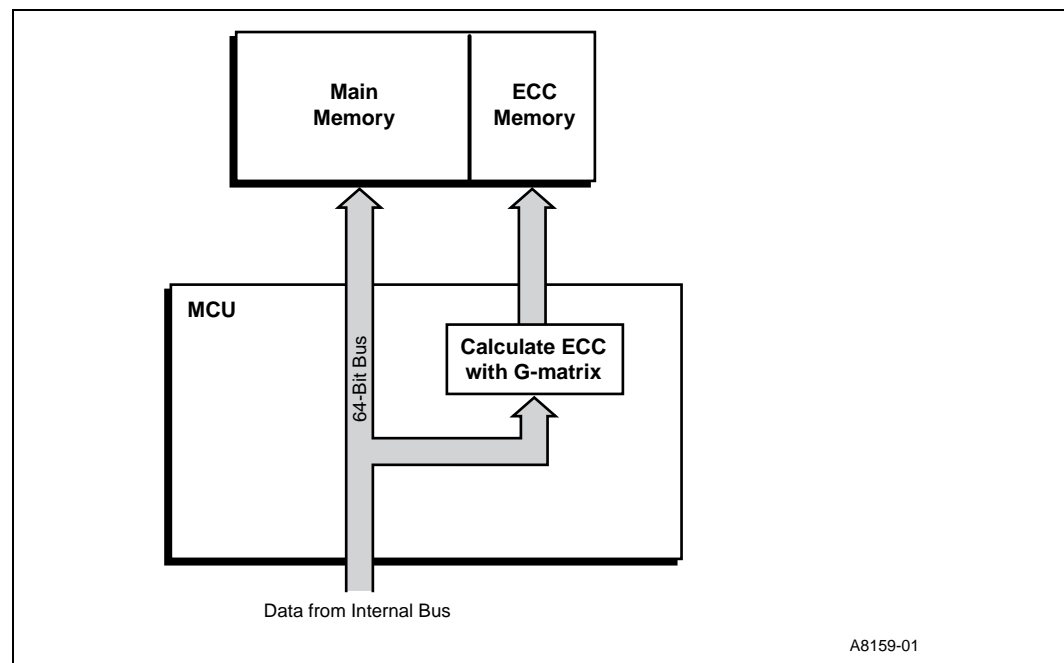 Main
Memory
ECC
Memory
MCU
64-Bit Bus
Calculate ECC
with G-matrix
Data from Internal Bus
A8159-01